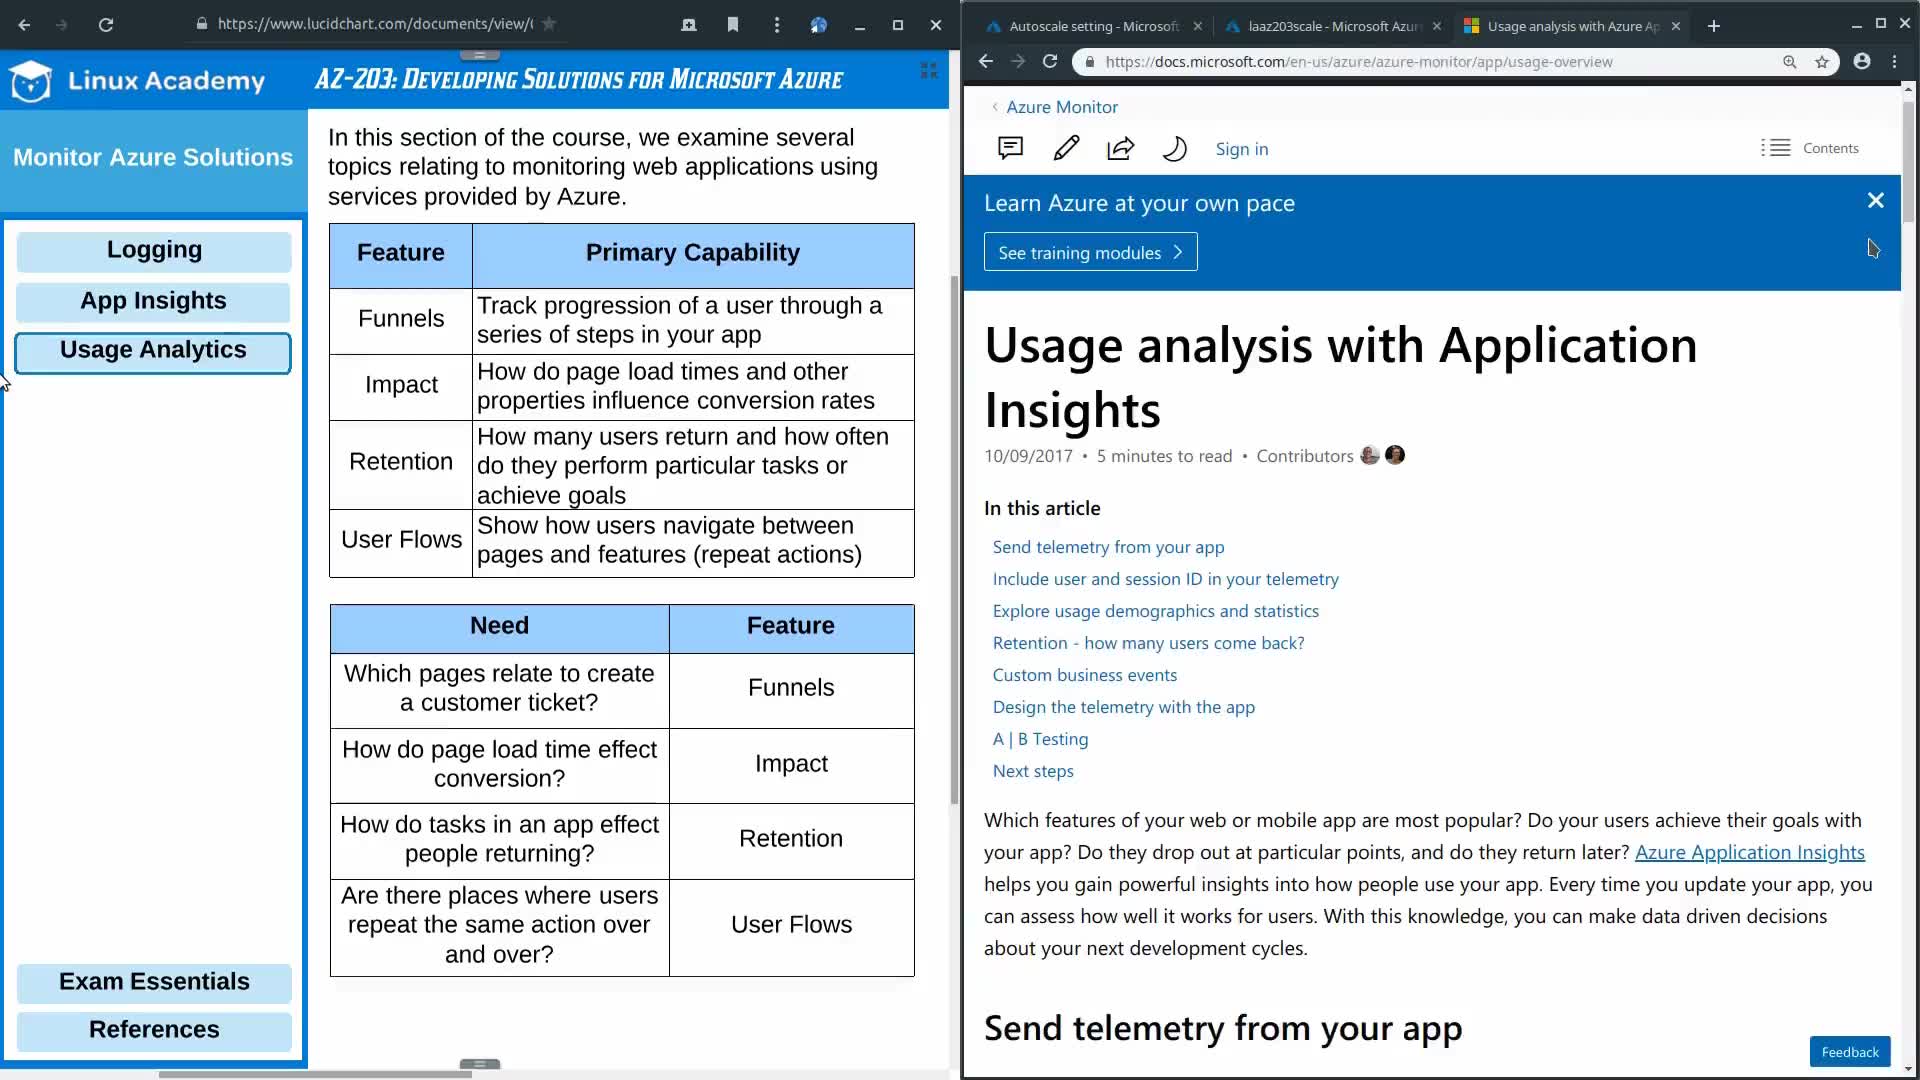 https://www.lucidchart.com/documents/view/
Linux Academy
AZ-203: Developing Solutions for Microsoft Azure
Monitor Azure Solutions
Logging
App Insights
Usage Analytics
Exam Essentials
References
In this section of the course, we examine several
topics relating to monitoring web applications using
services provided by Azure.
Feature Primary Capability
Funnels Track progression of a user through a
series of steps in your app
Impact How do page load times and other
properties influence conversion rates
Retention How many users return and how often
do they perform particular tasks or
achieve goals
User Flows Show how users navigate between
pages and features (repeat actions)
Need Feature
Which pages relate to create
a customer ticket?
Funnels
How do page load time effect
conversion?
Impact
How do tasks in an app effect
people returning?
Retention
Are there places where users
repeat the same action over
and over?
User Flows
Autoscale setting - Microsoft
laaz203scale - Microsoft Azur
Usage analysis with Azure Ap
https://docs.microsoft.com/en-us/azure/azure-monitor/app/usage-overview
Azure Monitor
Sign in
Contents
Learn Azure at your own pace
See training modules
Usage analysis with Application
Insights
10/09/2017 • 5 minutes to read • Contributors
In this article
Send telemetry from your app
Include user and session ID in your telemetry
Explore usage demographics and statistics
Retention - how many users come back?
Custom business events
Design the telemetry with the app
A | B Testing
Next steps
Which features of your web or mobile app are most popular? Do your users achieve their goals with
your app? Do they drop out at particular points, and do they return later? Azure Application Insights
helps you gain powerful insights into how people use your app. Every time you update your app, you
can assess how well it works for users. With this knowledge, you can make data driven decisions
about your next development cycles.
Send telemetry from your app
Feedback